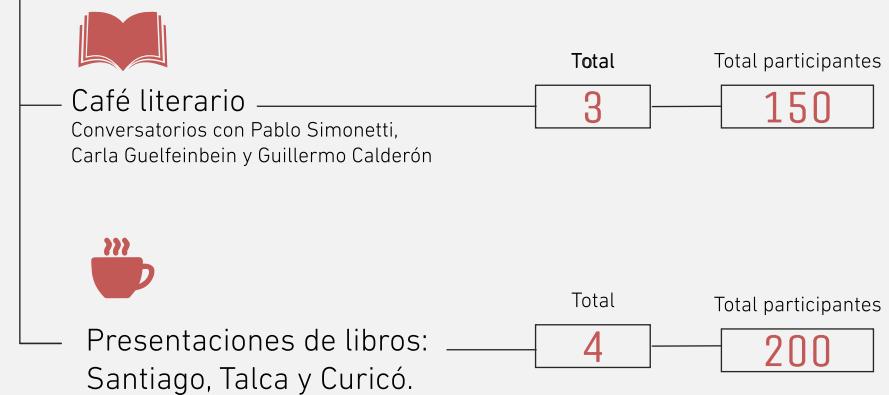 Total
Total participantes
Café literario
3
150
Conversatorios con Pablo Simonetti,
Carla Guelfeinbein y Guillermo Calderón
Total
Total participantes
Presentaciones de libros:
4
200
Santiago, Talca y Curicó.